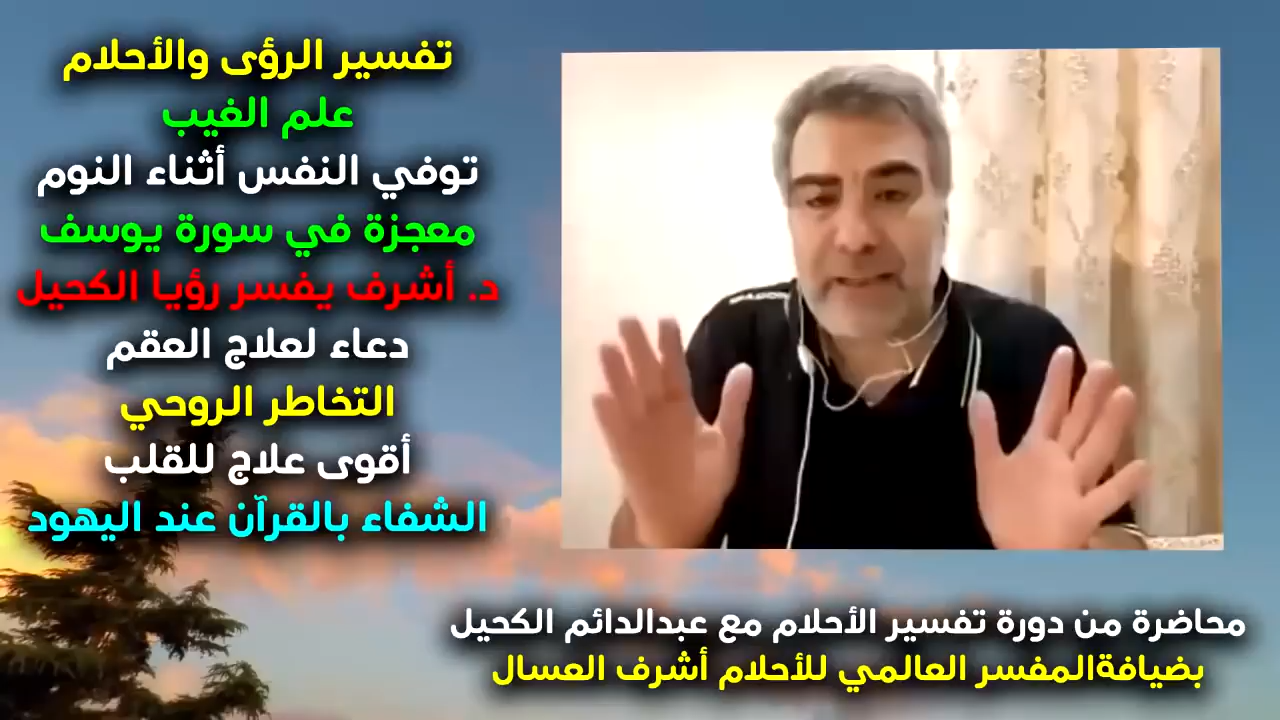 تفسير الرؤى والأحلام
علم الغيب
توفي النفس أثناء النوم
معجزة في سورة يوسف
د. أشرف يفسر رؤيا الكحيل
دعاء لعلاج العقم
التخاطر الروحي
أقوى علاج للقلب
الشفاء بالقرآن عند اليهود
محاضرة من دورة تفسير الأحلام مع عبدالدائم الكحيل
بضيافةالمفسر العالمي للأحلام أشرف العسال